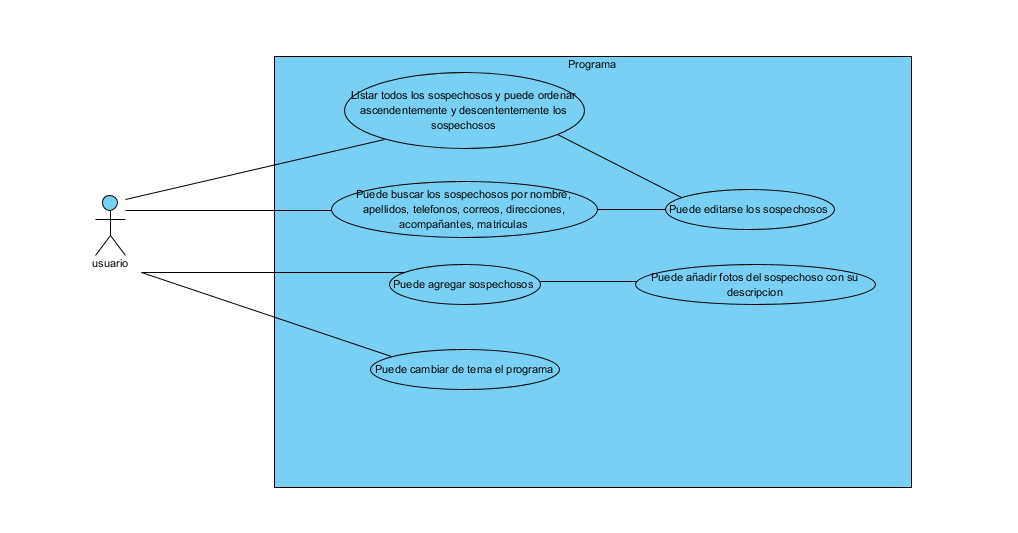 Programa
Listar todos los sospechosos y puede ordenar
ascendentemente y descententemente los
sospechosos
Puede buscar los sospechosos por nombre,
apellidos, telefonos, correos, direcciones,
acompañantes, matriculas
Puede editarse los sospechosos
usuario
Puede agregar sospechosos
Puede añadir fotos del sospechoso con su
descripcion
Puede cambiar de tema el programa